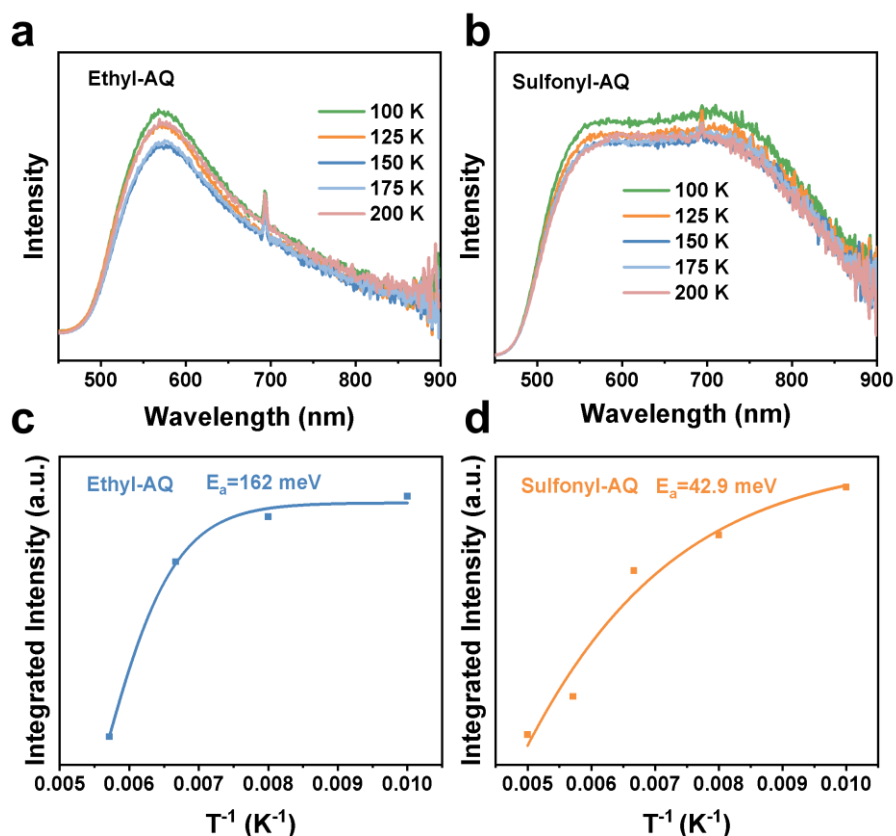 a
Ethyl-AQ
100 K
125 K
150 K
175 K
200 K
Intensity
500 600 700 800 900
Wavelength (nm)
b
Sulfonyl-AQ
100 K
125 K
150 K
175 K
200 K
Intensity
500 600 700 800 900
Wavelength (nm)
c
Ethyl-AQ Eₐ=162 meV
Integrated Intensity (a.u.)
0.005 0.006 0.007 0.008 0.009 0.010
T⁻¹ (K⁻¹)
d
Sulfonyl-AQ Eₐ=42.9 meV
Integrated Intensity (a.u.)
0.005 0.006 0.007 0.008 0.009 0.010
T⁻¹ (K⁻¹)